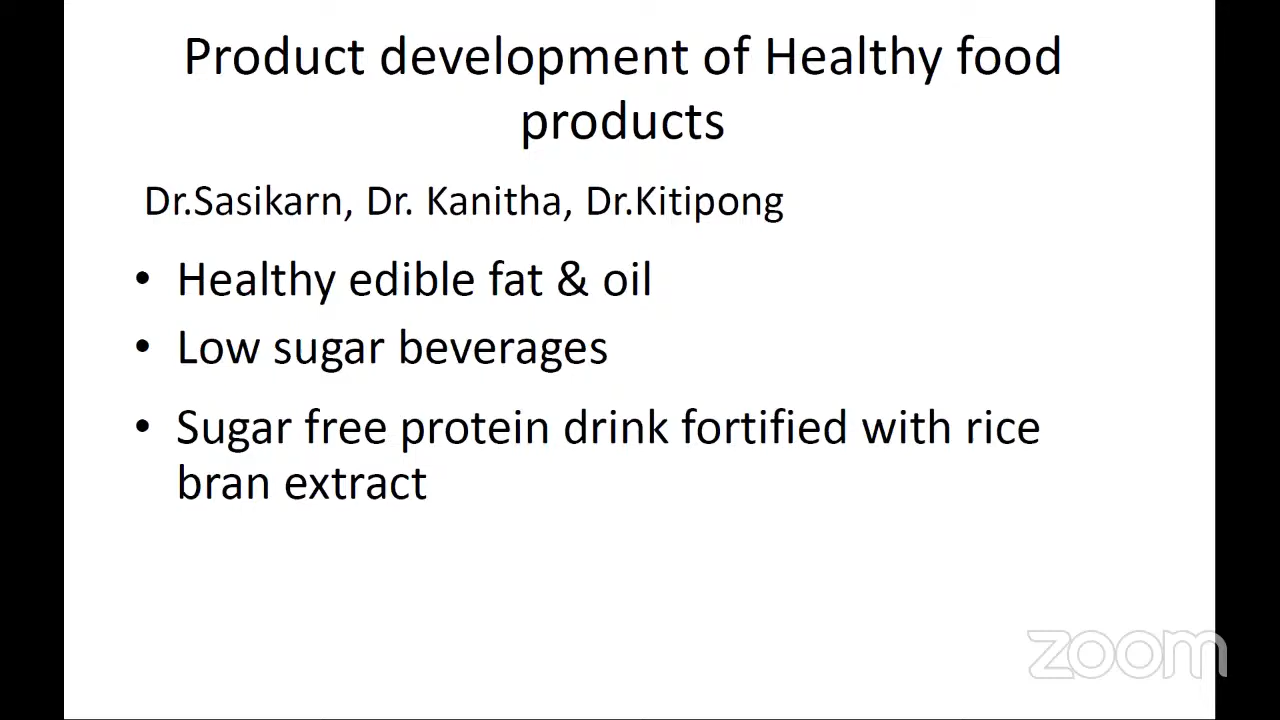 Product development of Healthy food
products
Dr.Sasikarn, Dr. Kanitha, Dr.Kitipong
• Healthy edible fat & oil
• Low sugar beverages
• Sugar free protein drink fortified with rice
bran extract
zoom